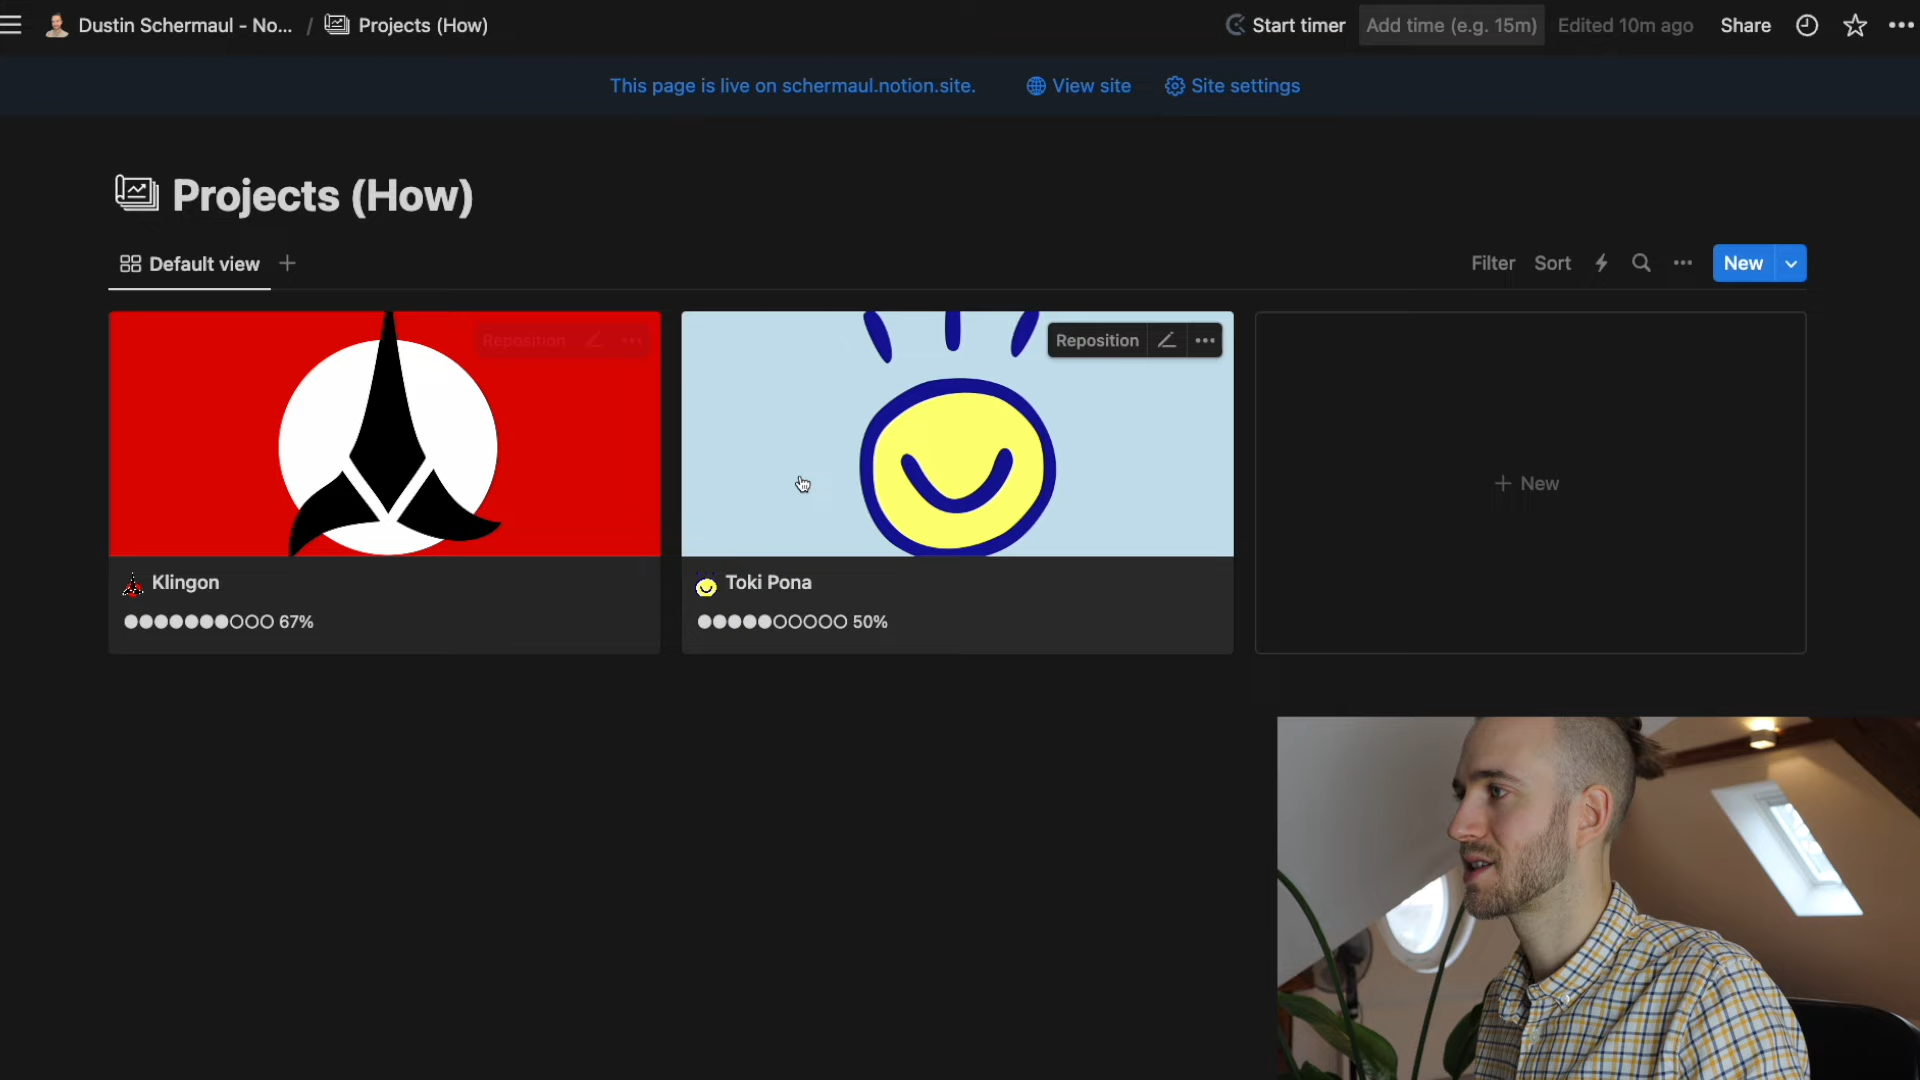 Dustin Schermaul - No... / Projects (How)
Start timer Add time (e.g. 15m) Edited 10m ago Share
This page is live on schermaul.notion.site. View site Site settings
Projects (How)
Default view
Filter Sort New
Reposition
Reposition
+ New
Klingon
67%
Toki Pona
50%